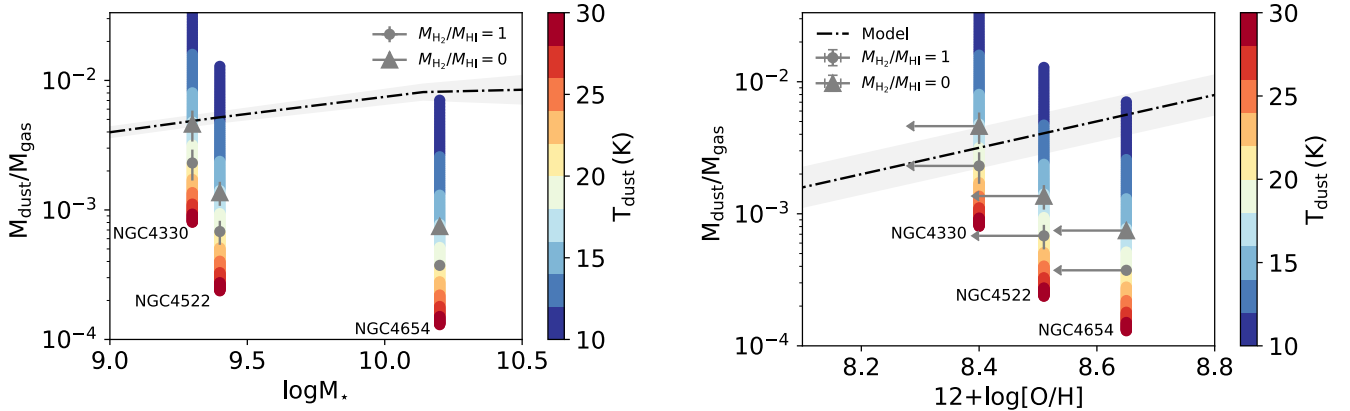 M_H₂/M_HI = 1
M_H₂/M_HI = 0
10⁻²
10⁻³
10⁻⁴
M_dust/M_gas
NGC4330
NGC4522
NGC4654
9.0 9.5 10.0 10.5
logM⋆
30
25
20
15
10
T_dust (K)
Model
M_H₂/M_HI = 1
M_H₂/M_HI = 0
10⁻²
10⁻³
10⁻⁴
M_dust/M_gas
NGC4330
NGC4522
NGC4654
8.2 8.4 8.6 8.8
12+log[O/H]
30
25
20
15
10
T_dust (K)